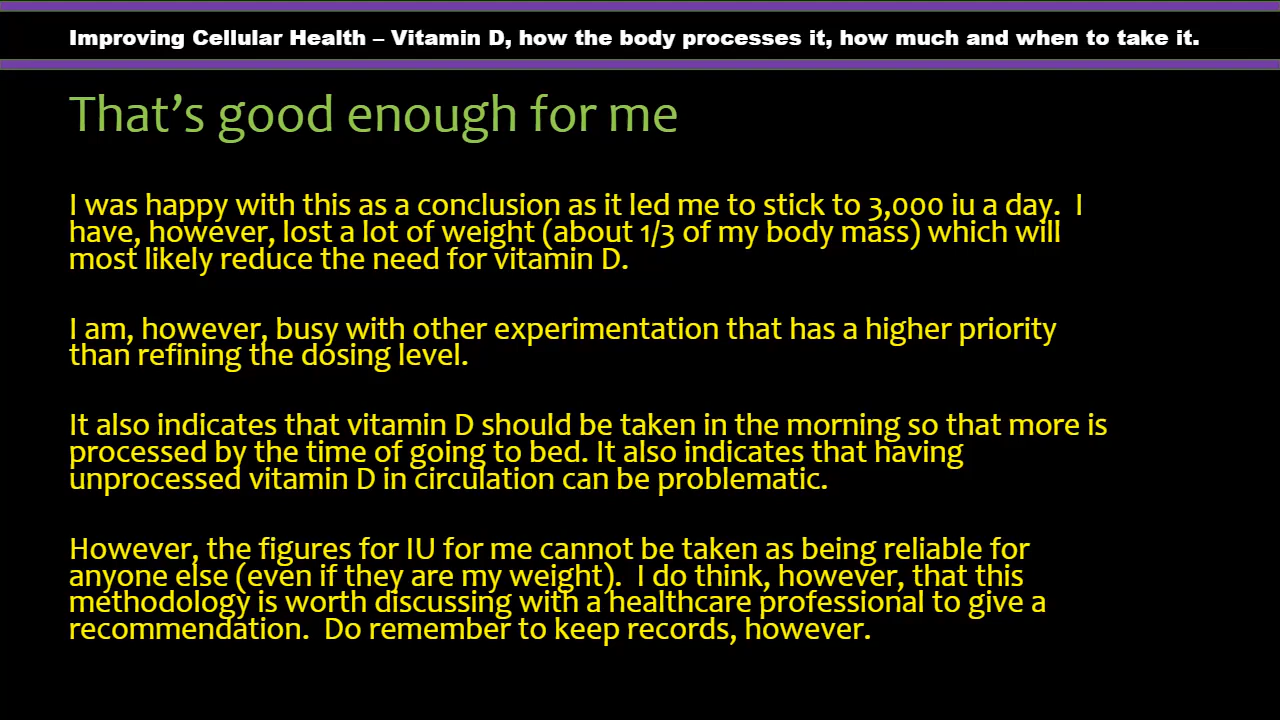 Improving Cellular Health – Vitamin D, how the body processes it, how much and when to take it.
That’s good enough for me
I was happy with this as a conclusion as it led me to stick to 3,000 iu a day.  I
have, however, lost a lot of weight (about 1/3 of my body mass) which will
most likely reduce the need for vitamin D.
I am, however, busy with other experimentation that has a higher priority
than refining the dosing level.
It also indicates that vitamin D should be taken in the morning so that more is
processed by the time of going to bed. It also indicates that having
unprocessed vitamin D in circulation can be problematic.
However, the figures for IU for me cannot be taken as being reliable for
anyone else (even if they are my weight).  I do think, however, that this
methodology is worth discussing with a healthcare professional to give a
recommendation.  Do remember to keep records, however.